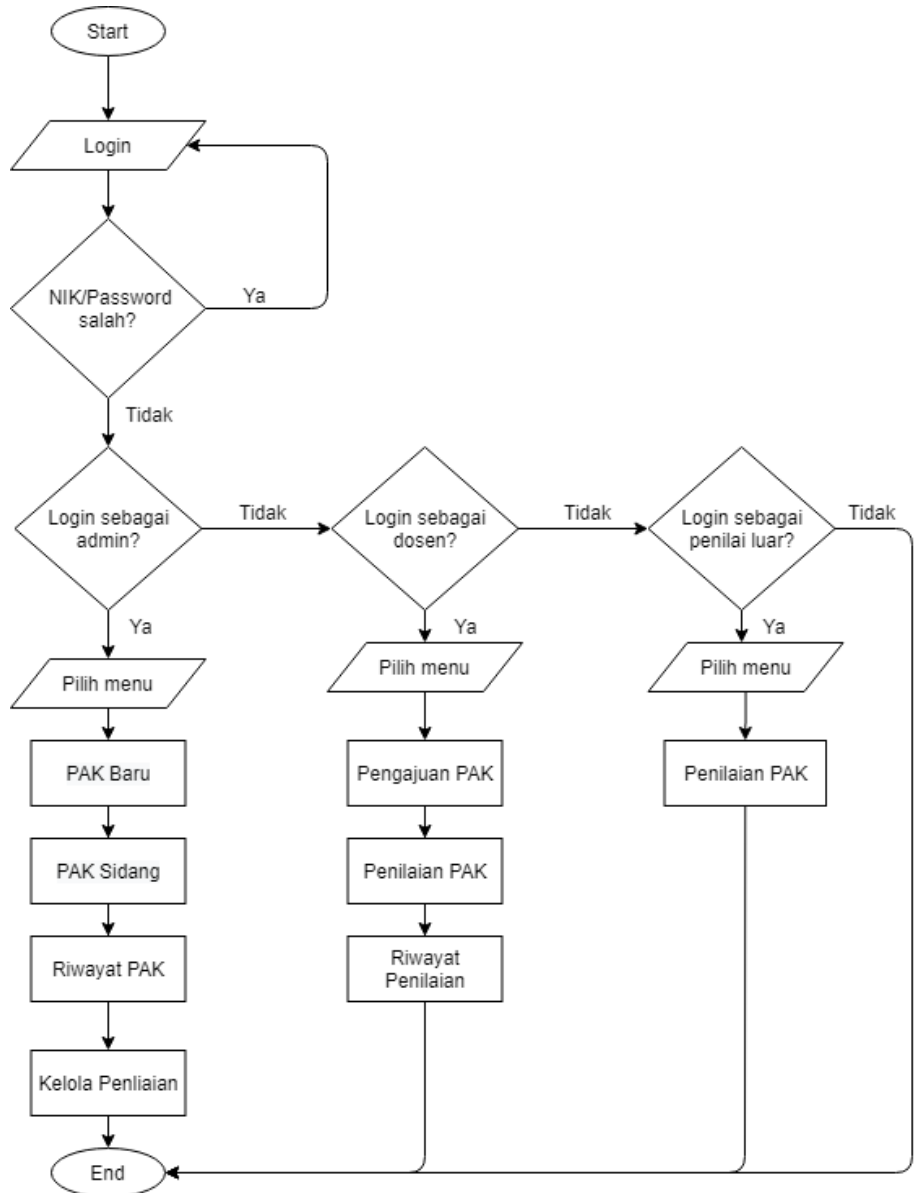 Start
Login
NIK/Password
salah?
Ya
Tidak
Login sebagai
admin?
Tidak
Login sebagai
dosen?
Tidak
Login sebagai
penilai luar?
Tidak
Ya
Ya
Ya
Pilih menu
Pilih menu
Pilih menu
PAK Baru
Pengajuan PAK
Penilaian PAK
PAK Sidang
Penilaian PAK
Riwayat PAK
Riwayat
Penilaian
Kelola Penliaian
End